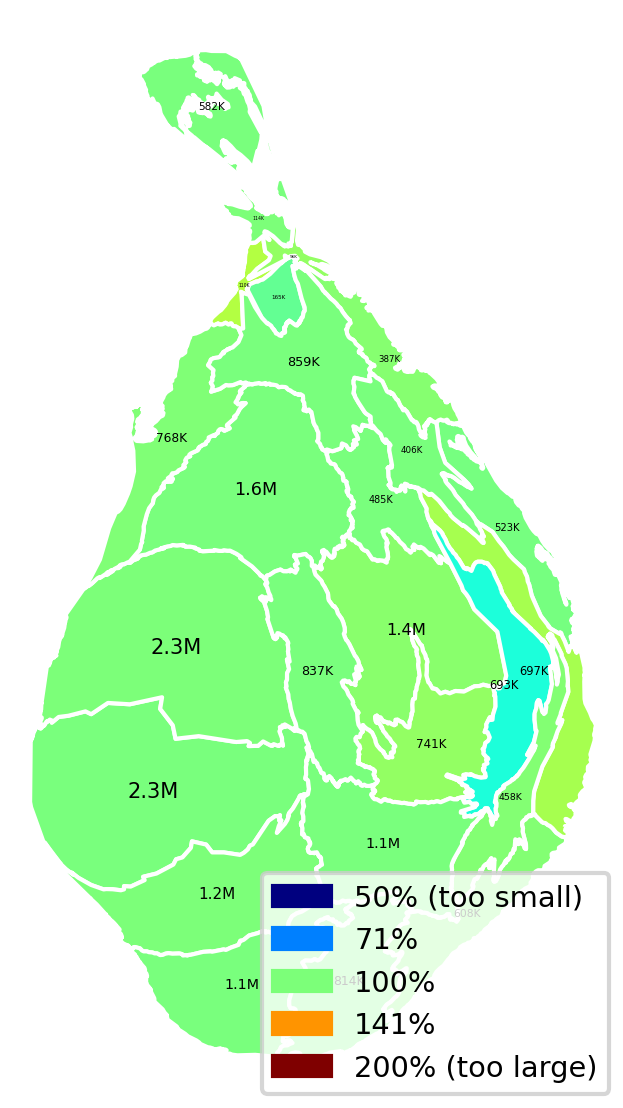 582K
114K
96K
110K
165K
859K
387K
768K
406K
1.6M
485K
523K
1.4M
2.3M
837K
697K
693K
741K
2.3M
458K
1.1M
1.2M
608K
1.1M
814K
50% (too small)
71%
100%
141%
200% (too large)